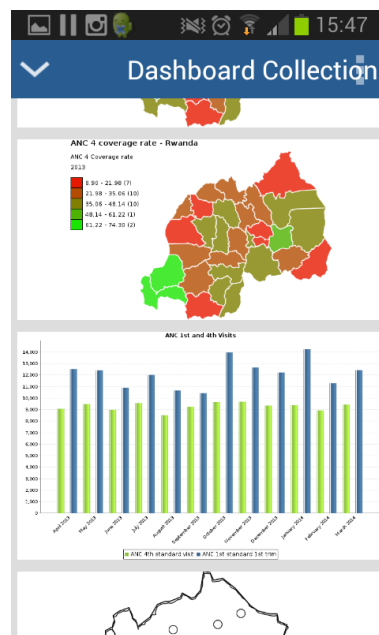 15:47
Dashboard Collection
ANC 4 coverage rate - Rwanda
ANC 4 Coverage rate
2013
8.90 - 21.98 (7)
21.98 - 35.06 (10)
35.06 - 48.14 (10)
48.14 - 61.22 (1)
61.22 - 74.30 (2)
ANC 1st and 4th Visits
14,000
13,000
12,000
11,000
10,000
9,000
8,000
7,000
6,000
5,000
4,000
3,000
2,000
1,000
0
April 2013 May 2013 June 2013 July 2013 August 2013 September 2013 October 2013 November 2013 December 2013 January 2014 February 2014 March 2014
ANC 4th standard visit ANC 1st standard 1st trim